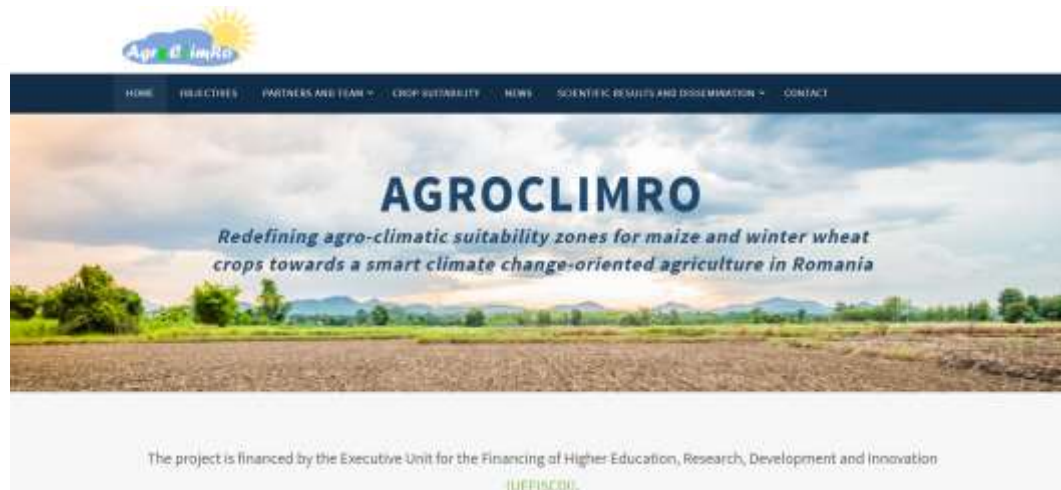 AgroClimRo
HOME OBJECTIVES PARTNERS AND TEAM CROP SUITABILITY NEWS SCIENTIFIC RESULTS AND DISSEMINATION CONTACT
AGROCLIMRO
Redefining agro-climatic suitability zones for maize and winter wheat
crops towards a smart climate change-oriented agriculture in Romania
The project is financed by the Executive Unit for the Financing of Higher Education, Research, Development and Innovation
(UEFISCDI).